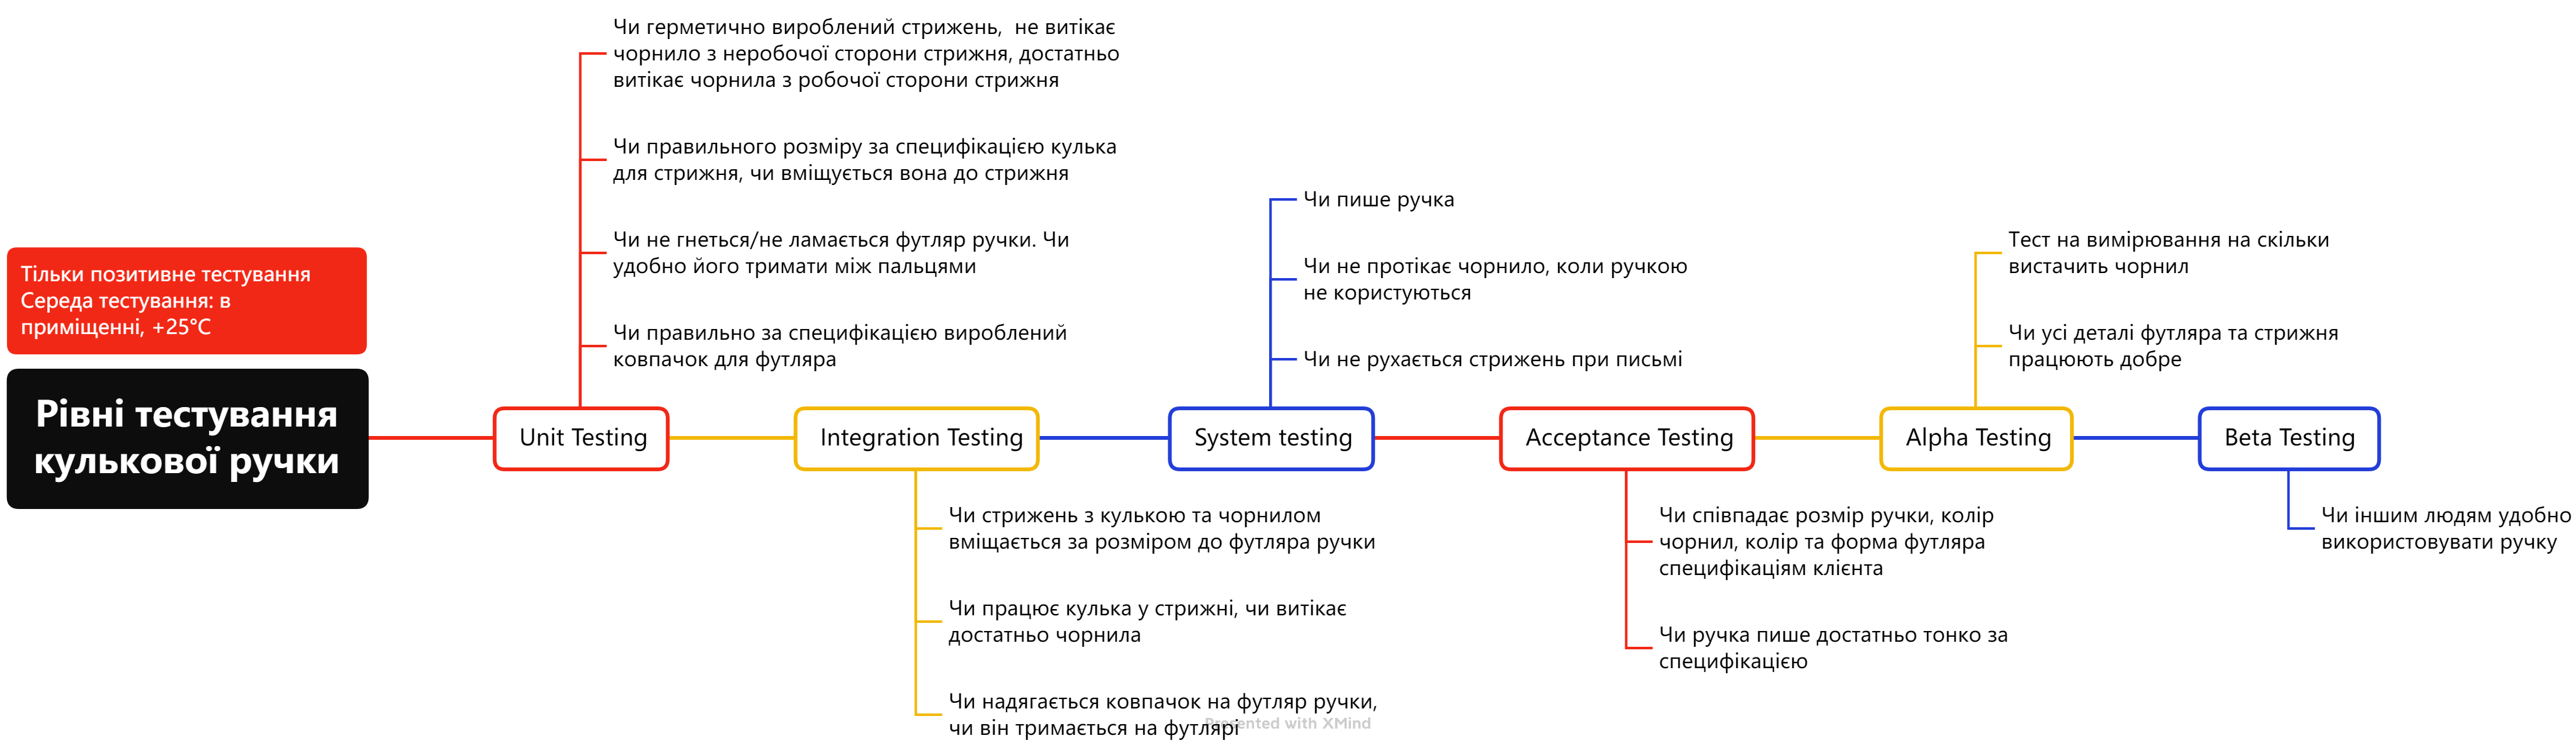 Тільки позитивне тестування
Середа тестування: в
приміщенні, +25°C
Рівні тестування
кулькової ручки
Unit Testing
Чи герметично вироблений стрижень,  не витікає
чорнило з неробочої сторони стрижня, достатньо
витікає чорнила з робочої сторони стрижня
Чи правильного розміру за специфікацією кулька
для стрижня, чи вміщується вона до стрижня
Чи не гнеться/не ламається футляр ручки. Чи
удобно його тримати між пальцями
Чи правильно за специфікацією вироблений
ковпачок для футляра
Integration Testing
Чи стрижень з кулькою та чорнилом
вміщається за розміром до футляра ручки
Чи працює кулька у стрижні, чи витікає
достатньо чорнила
Чи надягається ковпачок на футляр ручки,
чи він тримається на футлярі
System testing
Чи пише ручка
Чи не протікає чорнило, коли ручкою
не користуються
Чи не рухається стрижень при письмі
Acceptance Testing
Чи співпадає розмір ручки, колір
чорнил, колір та форма футляра
специфікаціям клієнта
Чи ручка пише достатньо тонко за
специфікацією
Alpha Testing
Тест на вимірювання на скільки
вистачить чорнил
Чи усі деталі футляра та стрижня
працюють добре
Beta Testing
Чи іншим людям удобно
використовувати ручку
Presented with XMind